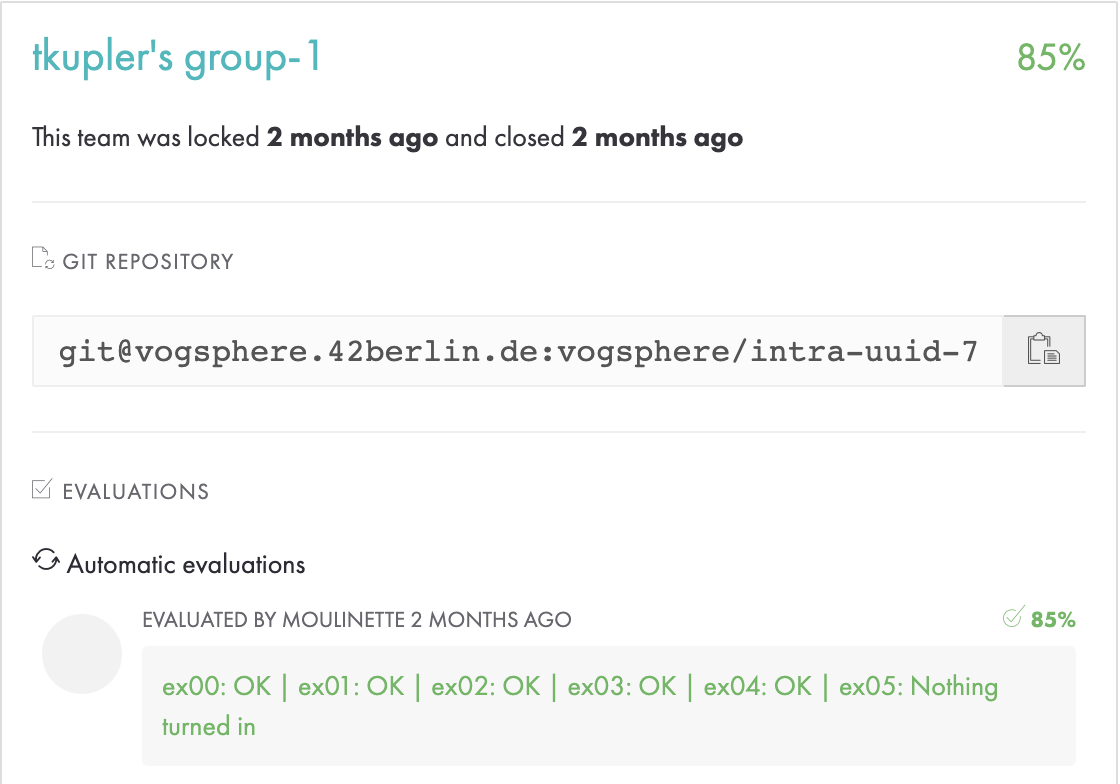 tkupler's group-1
85%
This team was locked 2 months ago and closed 2 months ago
GIT REPOSITORY
git@vogsphere.42berlin.de:vogsphere/intra-uuid-7
EVALUATIONS
Automatic evaluations
EVALUATED BY MOULINETTE 2 MONTHS AGO
85%
ex00: OK | ex01: OK | ex02: OK | ex03: OK | ex04: OK | ex05: Nothing
turned in